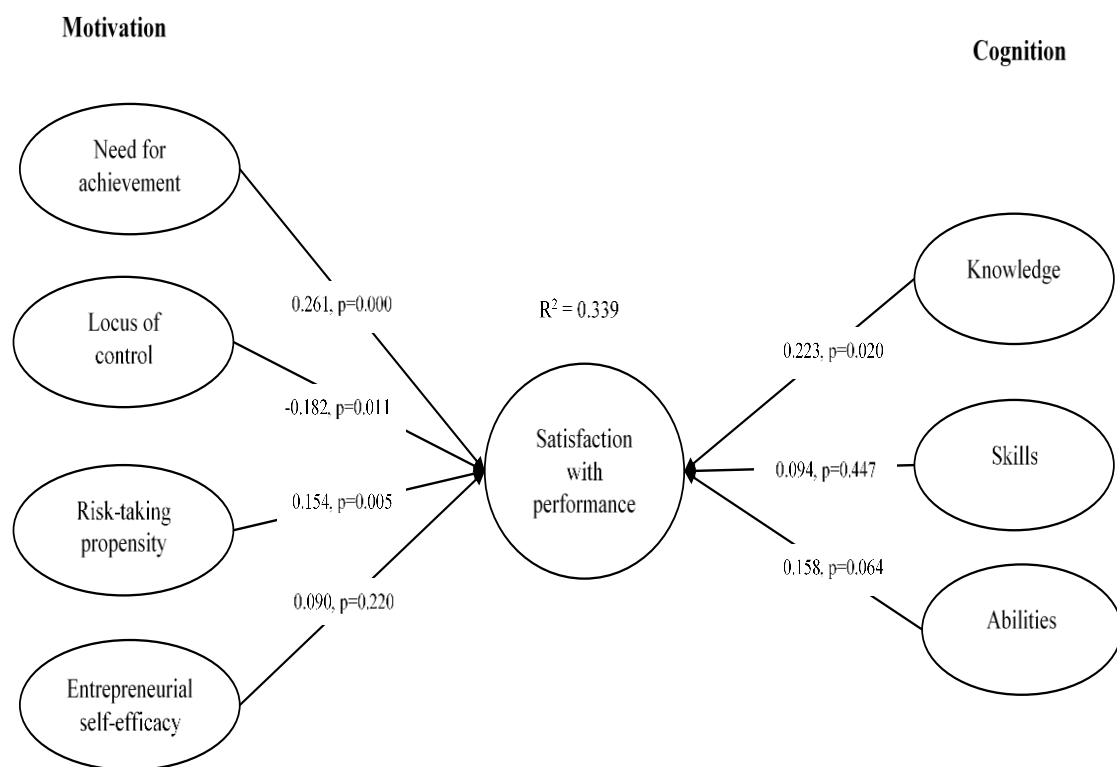 Motivation
Cognition
Need for
achievement
Knowledge
0.261, p=0.000
R² = 0.339
Locus of
control
0.223, p=0.020
-0.182, p=0.011
Satisfaction
with
performance
Skills
0.094, p=0.447
Risk-taking
propensity
0.154, p=0.005
0.158, p=0.064
0.090, p=0.220
Abilities
Entrepreneurial
self-efficacy